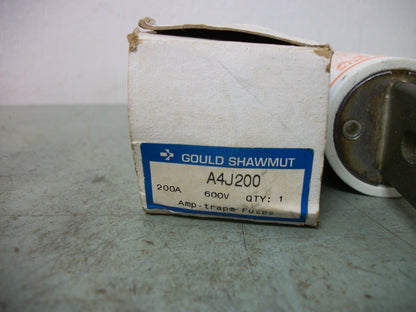 GOULD SHAWMUT
A4J200
200A 600V QTY: 1
Amp-trap® Fuses